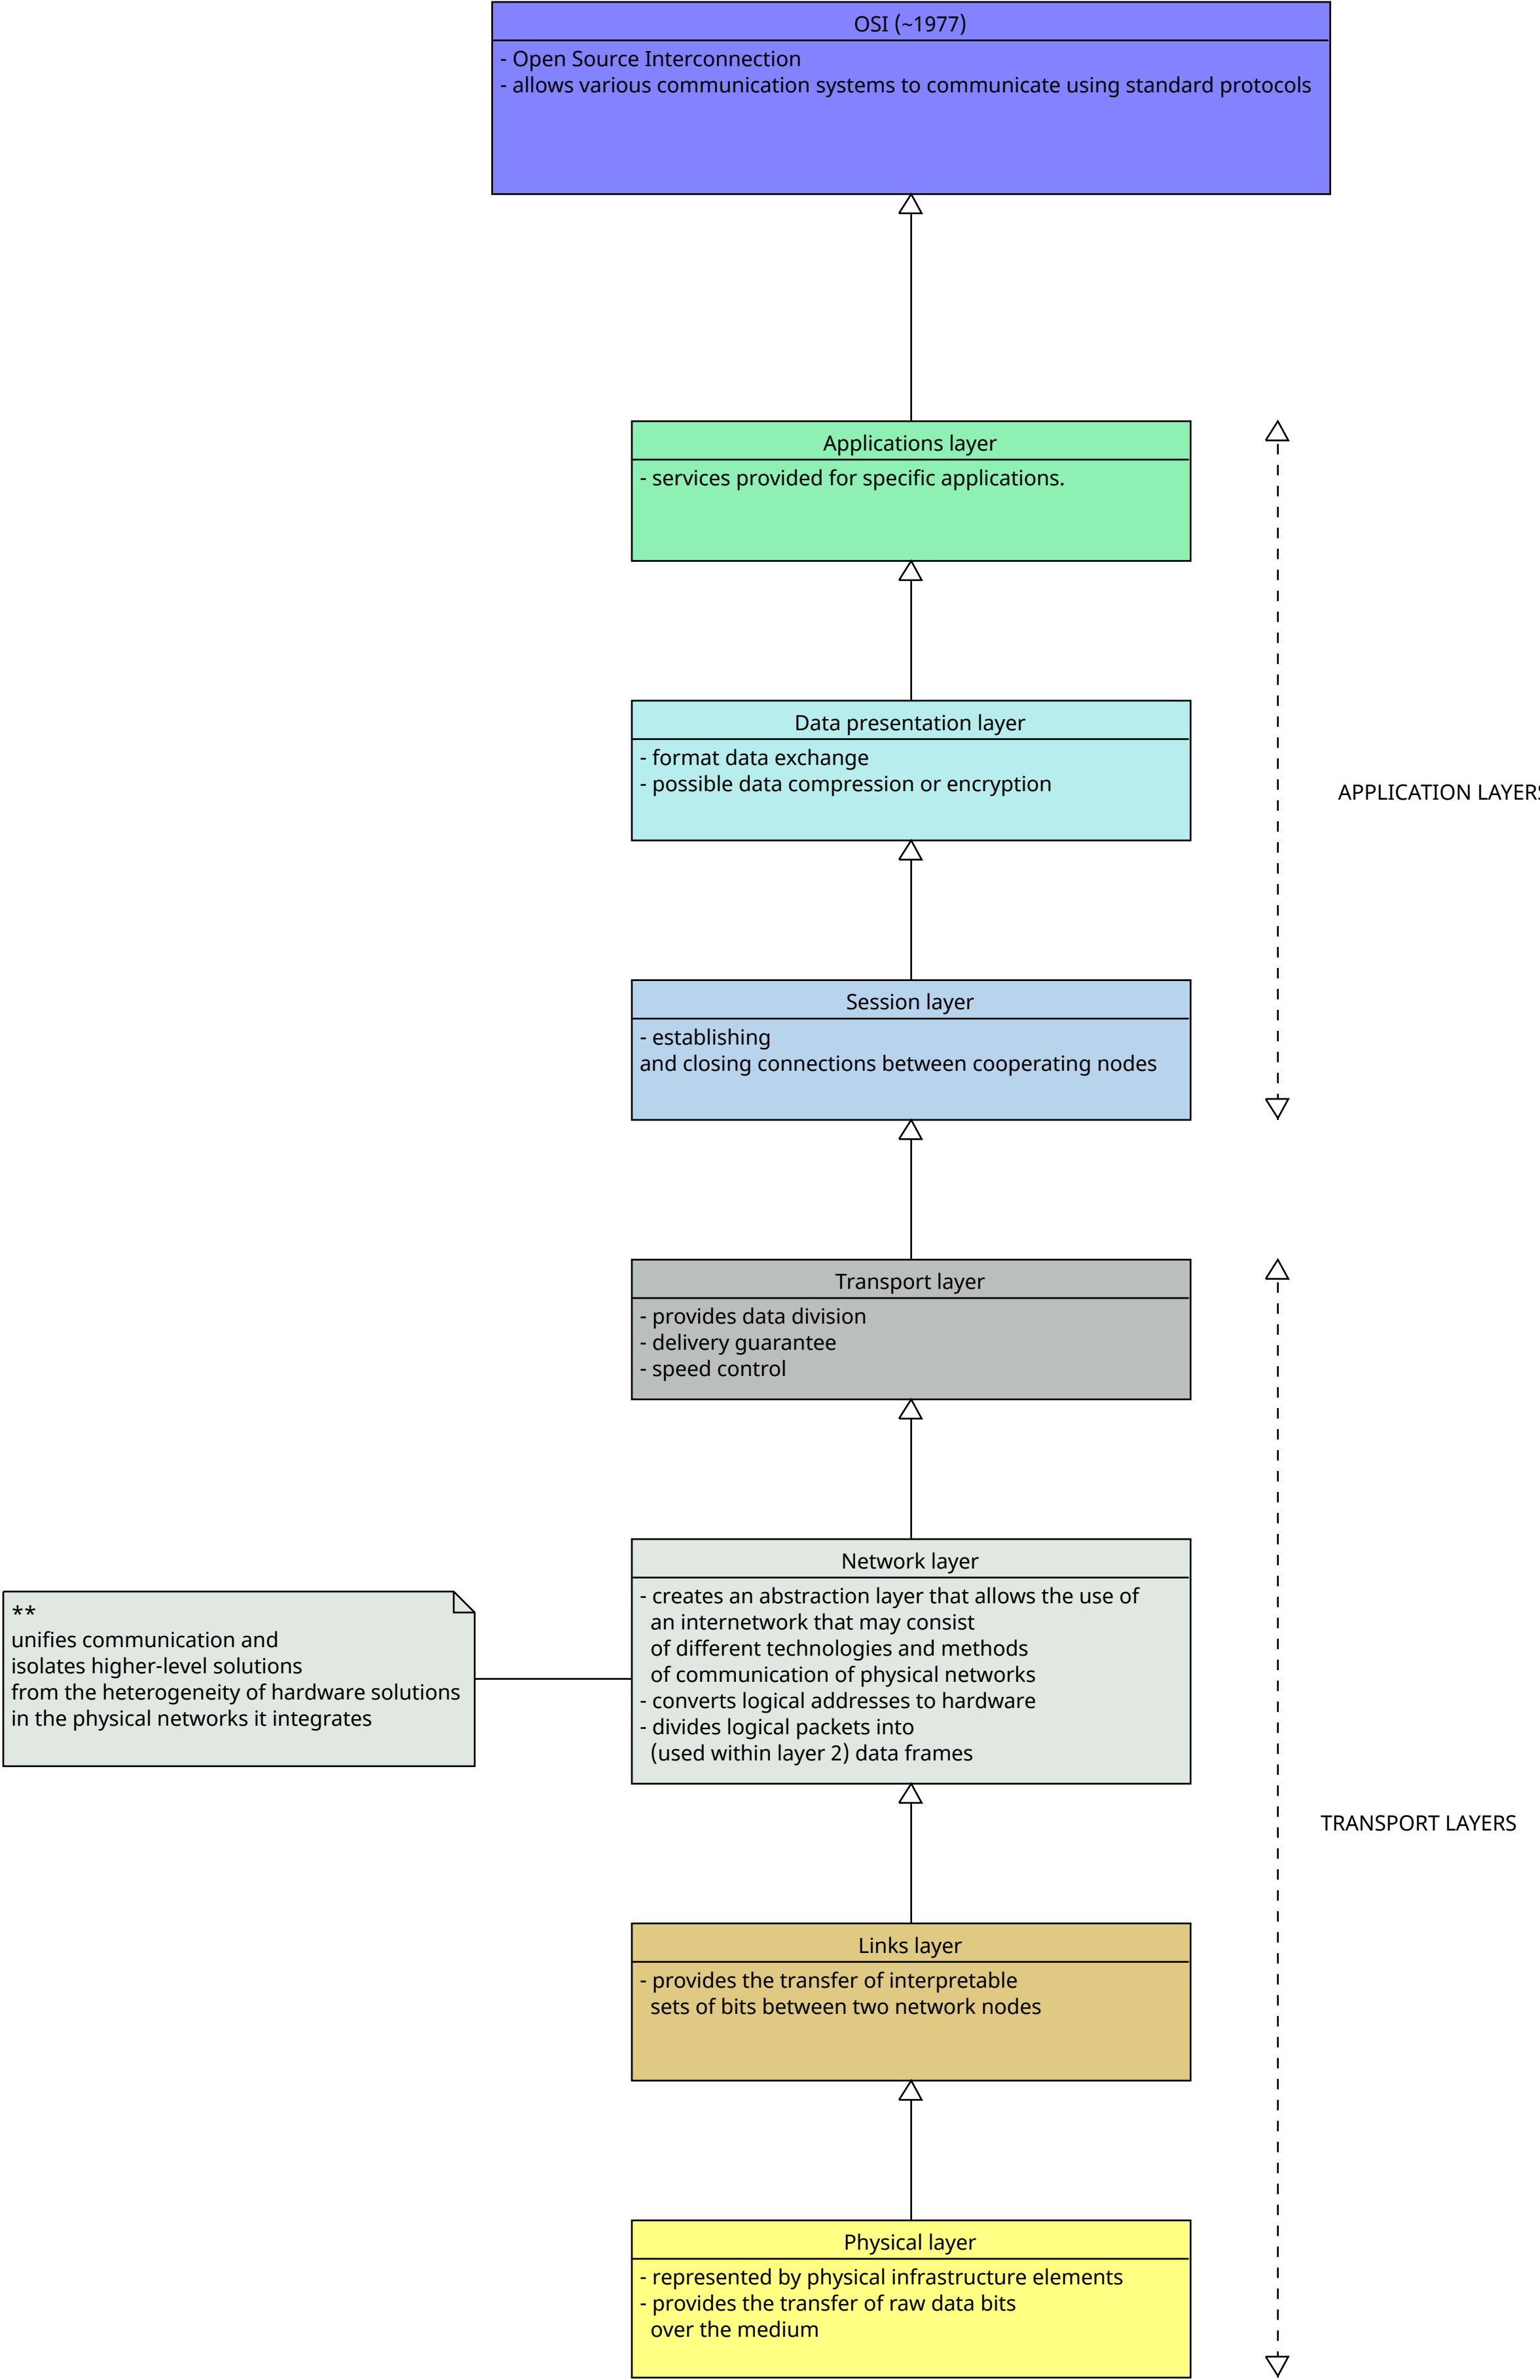 OSI (~1977)
- Open Source Interconnection
- allows various communication systems to communicate using standard protocols
Applications layer
- services provided for specific applications.
Data presentation layer
- format data exchange
- possible data compression or encryption
APPLICATION LAYERS
Session layer
- establishing
and closing connections between cooperating nodes
Transport layer
- provides data division
- delivery guarantee
- speed control
Network layer
- creates an abstraction layer that allows the use of
an internetwork that may consist
of different technologies and methods
of communication of physical networks
- converts logical addresses to hardware
- divides logical packets into
(used within layer 2) data frames
**
unifies communication and
isolates higher-level solutions
from the heterogeneity of hardware solutions
in the physical networks it integrates
TRANSPORT LAYERS
Links layer
- provides the transfer of interpretable
sets of bits between two network nodes
Physical layer
- represented by physical infrastructure elements
- provides the transfer of raw data bits
over the medium